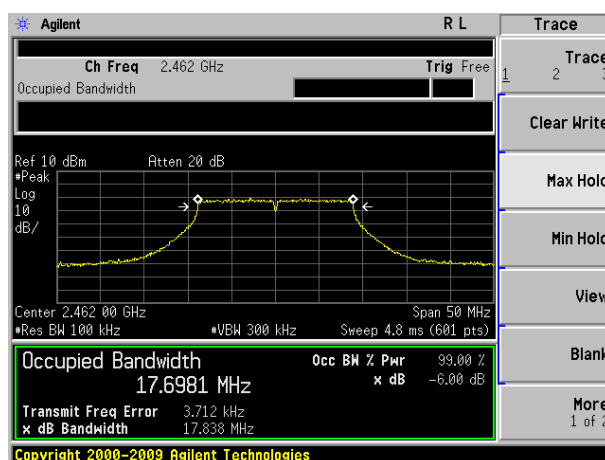 Agilent R L Trace
Ch Freq 2.462 GHz Trig Free
Occupied Bandwidth
Trace
1 2 3
Clear Write
Max Hold
Min Hold
View
Blank
More
1 of 2
Ref 10 dBm Atten 20 dB
#Peak
Log
10
dB/
Center 2.462 00 GHz Span 50 MHz
#Res BW 100 kHz #VBW 300 kHz Sweep 4.8 ms (601 pts)
Occupied Bandwidth Occ BW % Pwr 99.00 %
17.6981 MHz x dB -6.00 dB
Transmit Freq Error 3.712 kHz
x dB Bandwidth 17.838 MHz
Copyright 2000-2009 Agilent Technologies